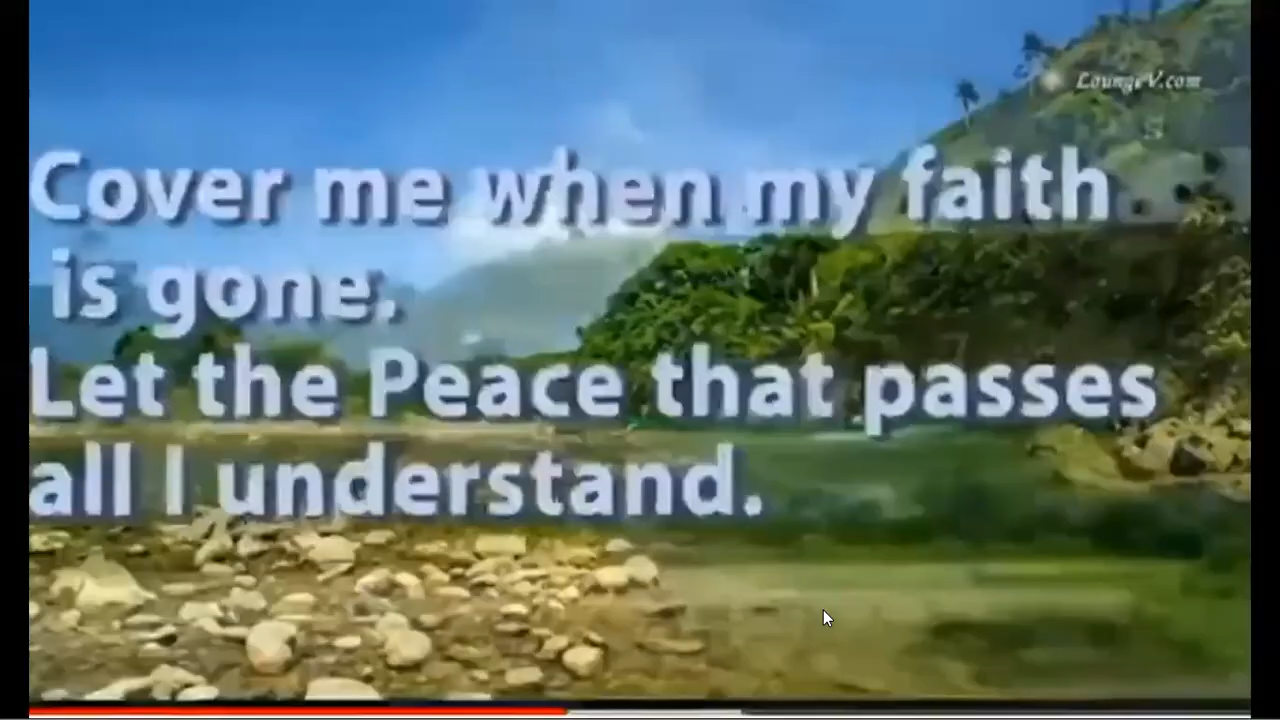 LoungeV.com
Cover me when my faith
is gone.
Let the Peace that passes
all I understand.